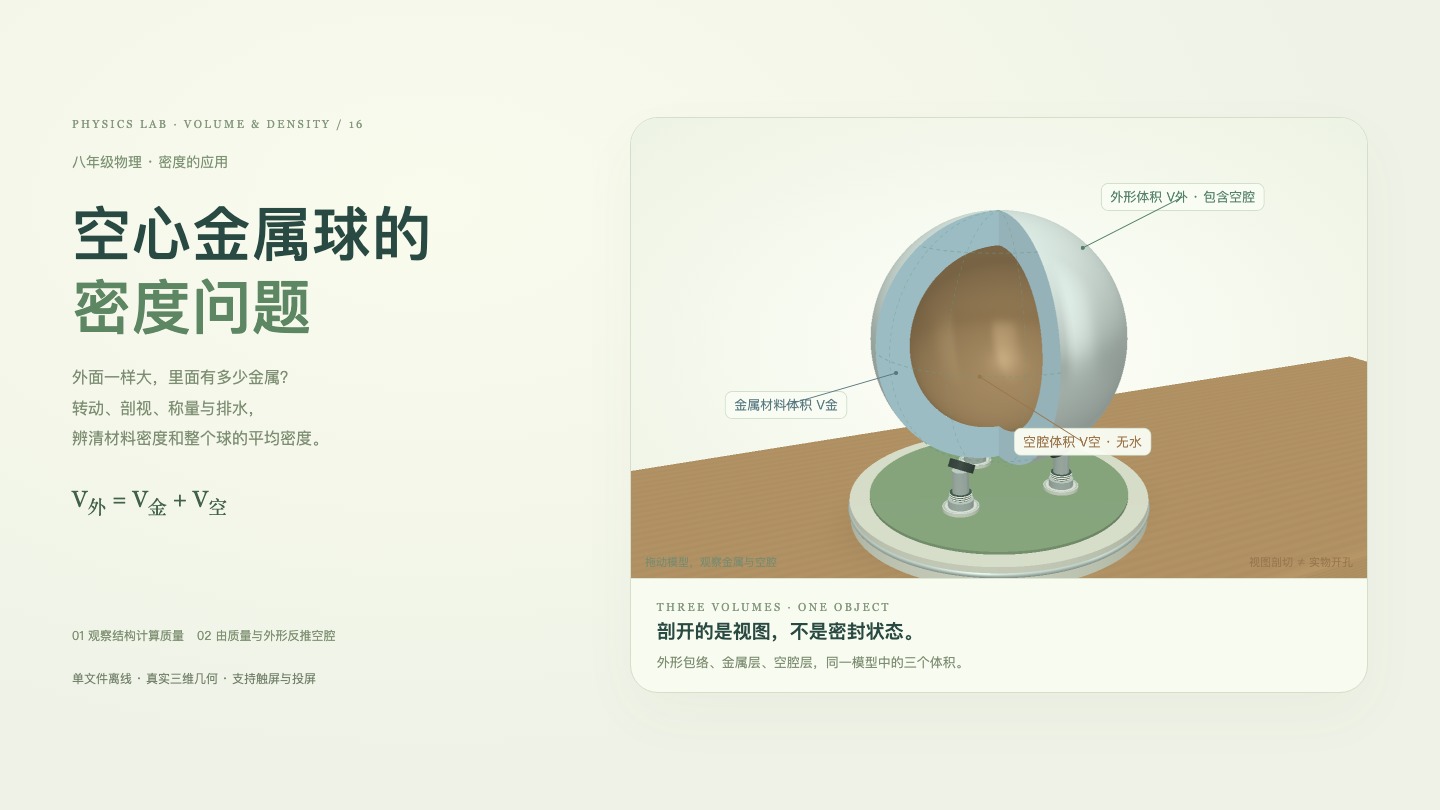 PHYSICS LAB · VOLUME & DENSITY / 16
八年级物理 · 密度的应用
空心金属球的
密度问题
外面一样大，里面有多少金属？
转动、剖视、称量与排水，
辨清材料密度和整个球的平均密度。
V外 = V金 + V空
01 观察结构计算质量 02 由质量与外形反推空腔
单文件离线 · 真实三维几何 · 支持触屏与投屏
外形体积 V外 · 包含空腔
金属材料体积 V金
空腔体积 V空 · 无水
拖动模型，观察金属与空腔
视图剖切 ≠ 实物开孔
THREE VOLUMES · ONE OBJECT
剖开的是视图，不是密封状态。
外形包络、金属层、空腔层，同一模型中的三个体积。